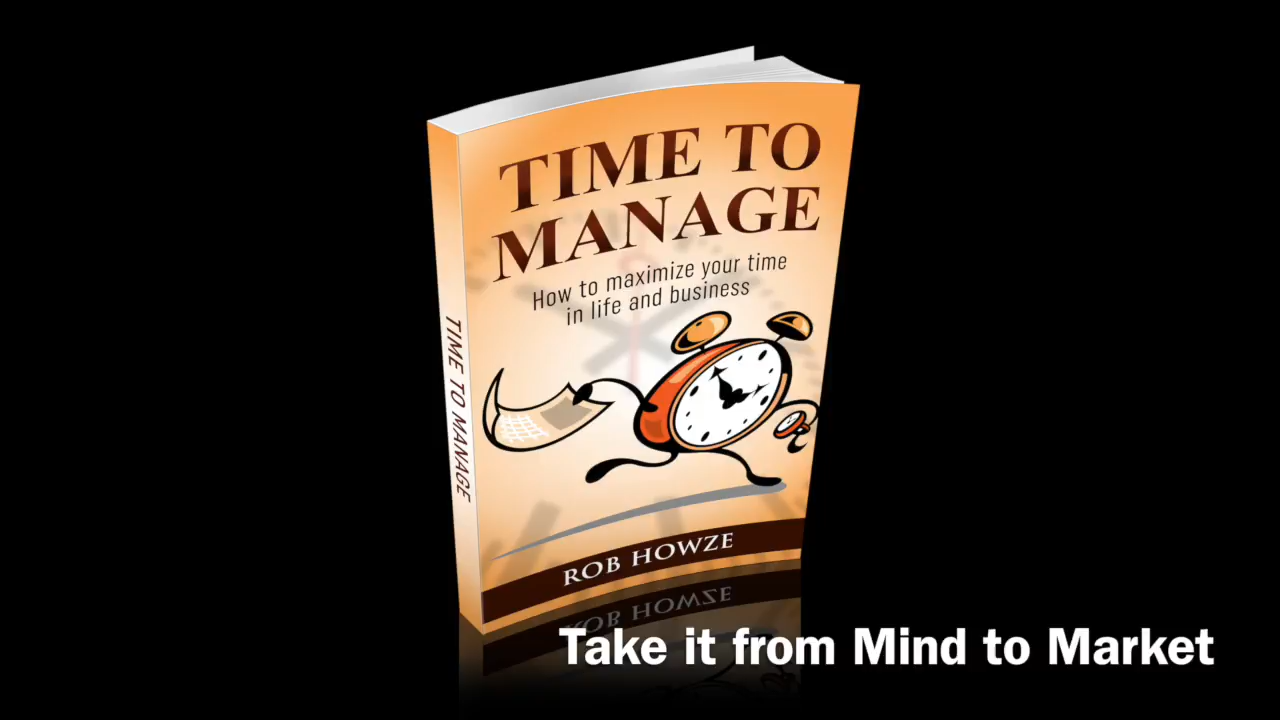 TIME TO
MANAGE
How to maximize your time
in life and business
TIME TO MANAGE
ROB HOWZE
Take it from Mind to Market